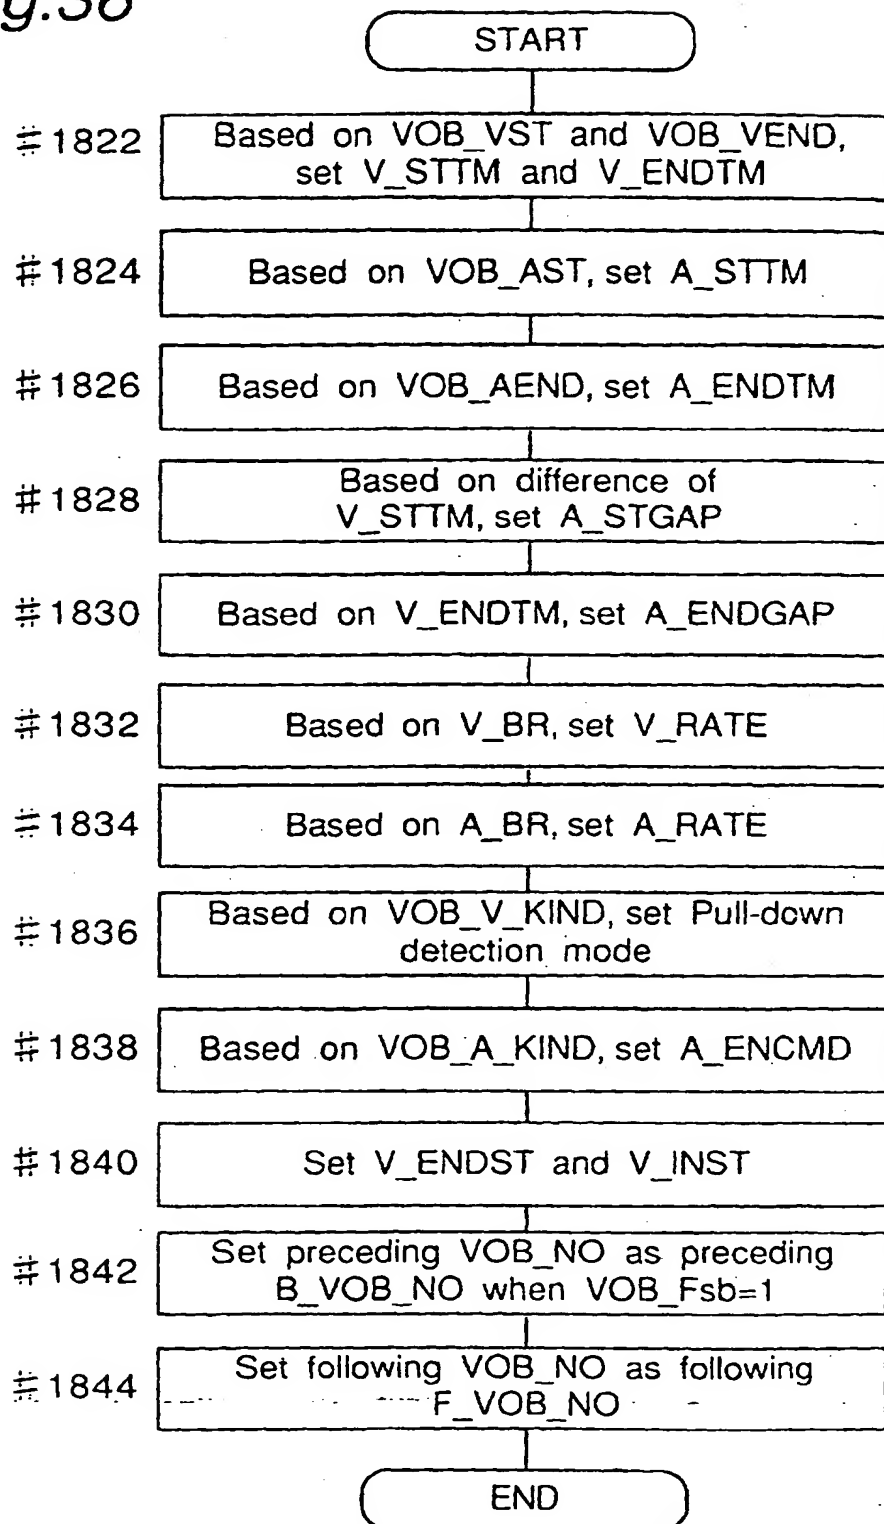 g.38
START
#1822
Based on VOB_VST and VOB_VEND,
set V_STTM and V_ENDTM
#1824
Based on VOB_AST, set A_STTM
#1826
Based on VOB_AEND, set A_ENDTM
#1828
Based on difference of
V_STTM, set A_STGAP
#1830
Based on V_ENDTM, set A_ENDGAP
#1832
Based on V_BR, set V_RATE
#1834
Based on A_BR, set A_RATE
#1836
Based on VOB_V_KIND, set Pull-down
detection mode
#1838
Based on VOB_A_KIND, set A_ENCMD
#1840
Set V_ENDST and V_INST
#1842
Set preceding VOB_NO as preceding
B_VOB_NO when VOB_Fsb=1
#1844
Set following VOB_NO as following
F_VOB_NO
END